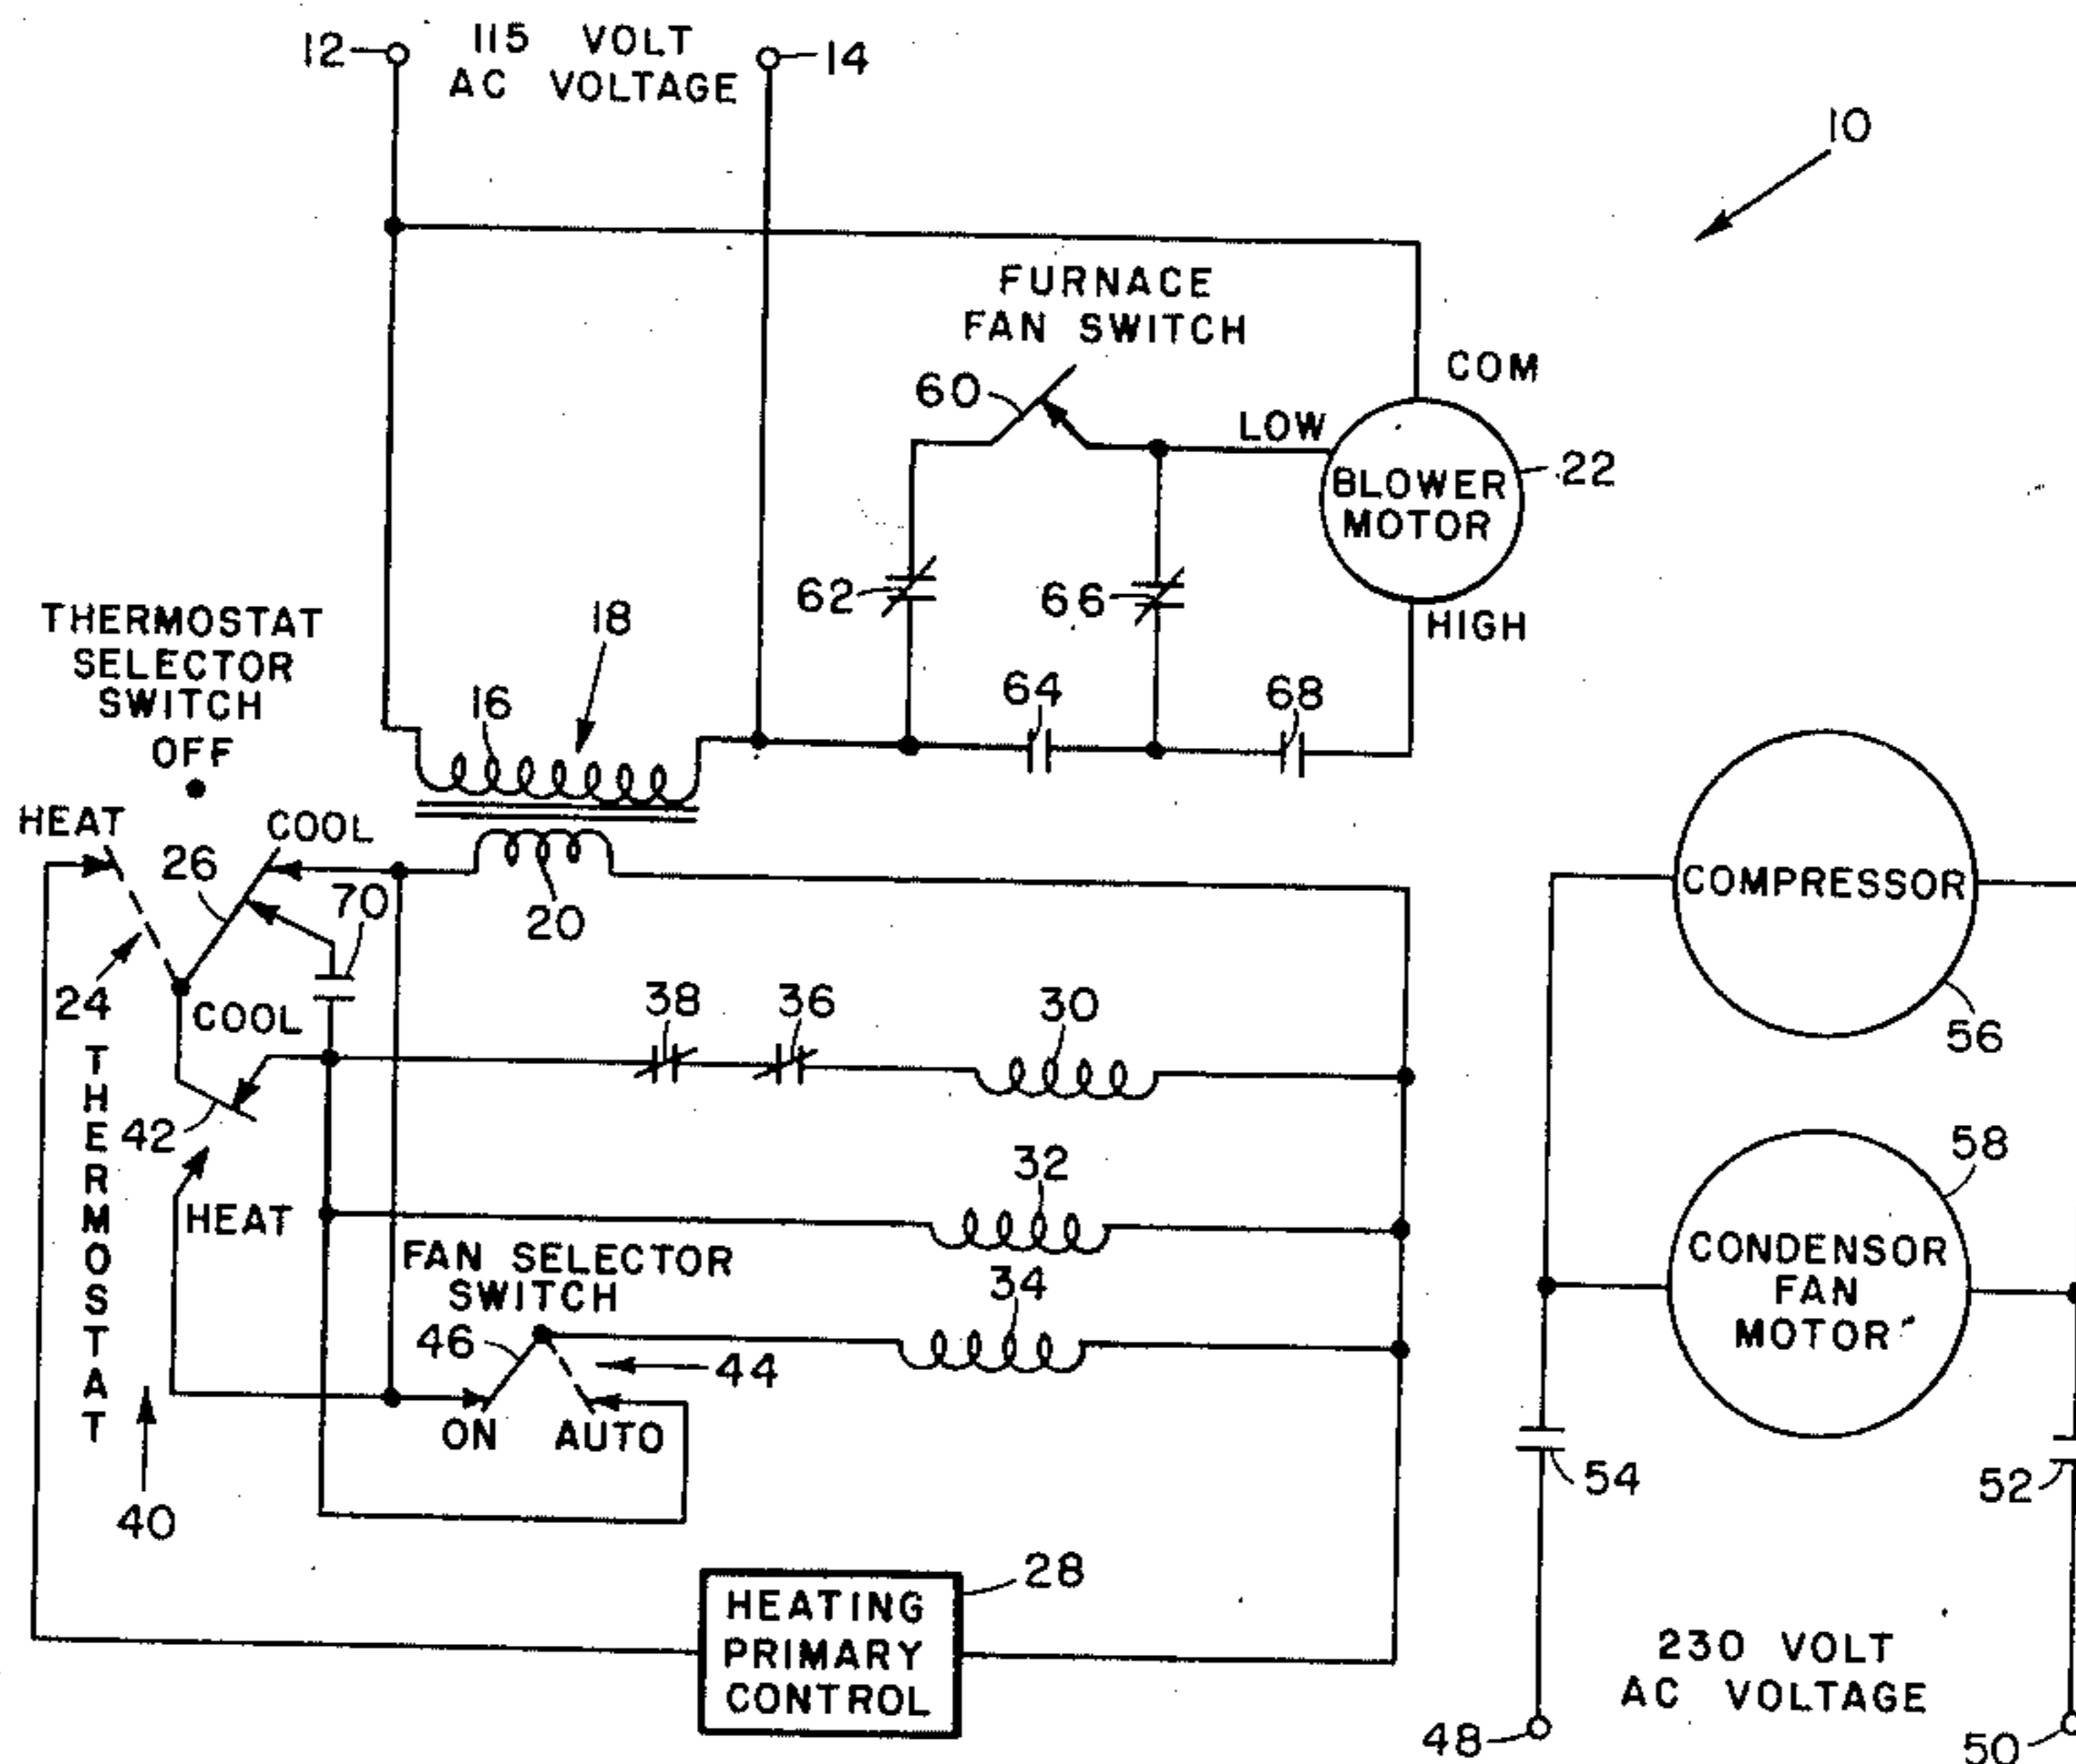 12
115 VOLT
AC VOLTAGE
14
10
FURNACE
FAN SWITCH
COM
60
LOW
BLOWER
MOTOR
22
62
66
HIGH
THERMOSTAT
SELECTOR
SWITCH
OFF
18
16
64
68
HEAT
COOL
26
70
20
COMPRESSOR
24
COOL
38
36
30
56
THERMOSTAT
42
32
58
HEAT
FAN SELECTOR
SWITCH
34
CONDENSOR
FAN
MOTOR
46
44
ON
AUTO
54
52
40
28
HEATING
PRIMARY
CONTROL
230 VOLT
AC VOLTAGE
48
50